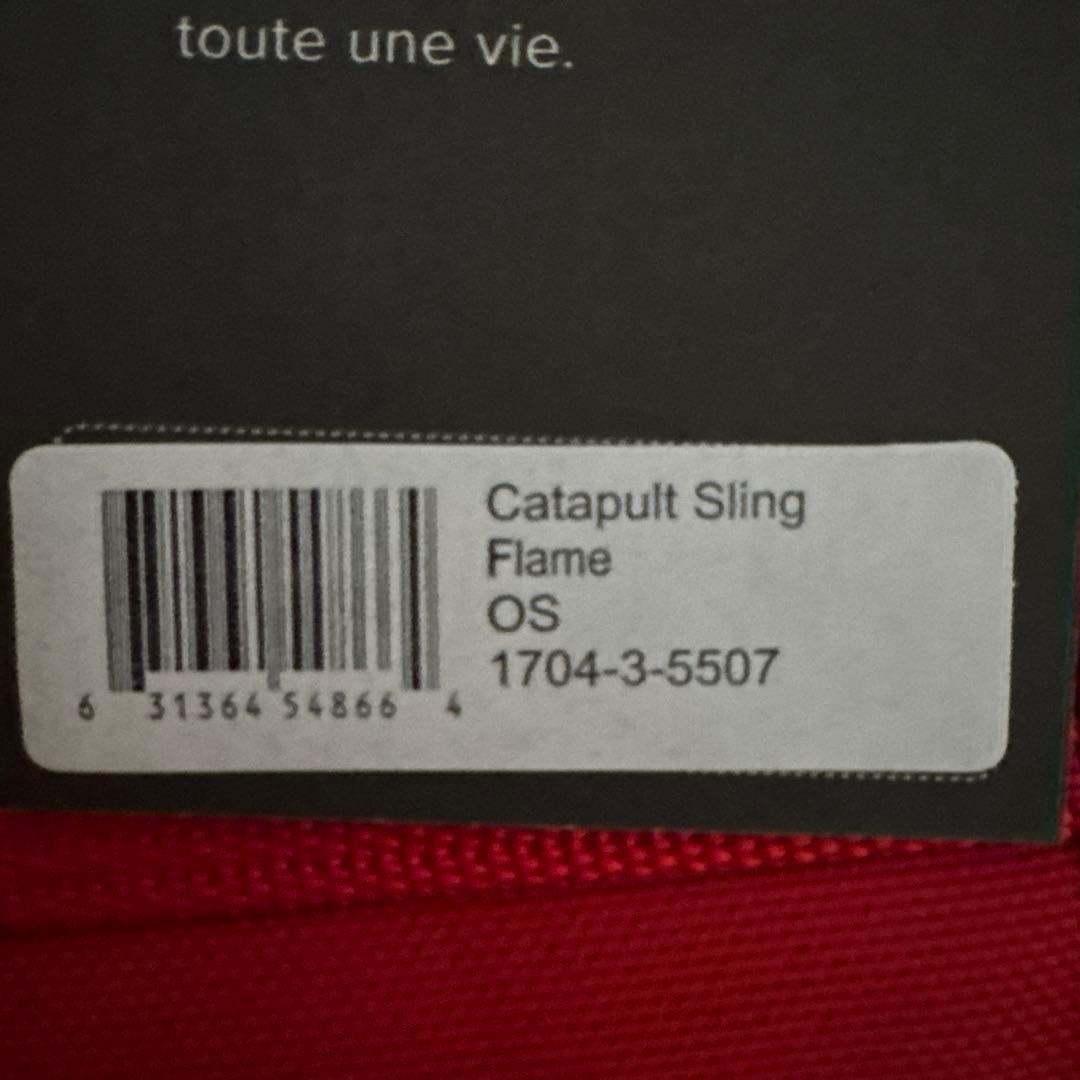 toute une vie.
Catapult Sling
Flame
OS
1704-3-5507
6 31364 54866 4